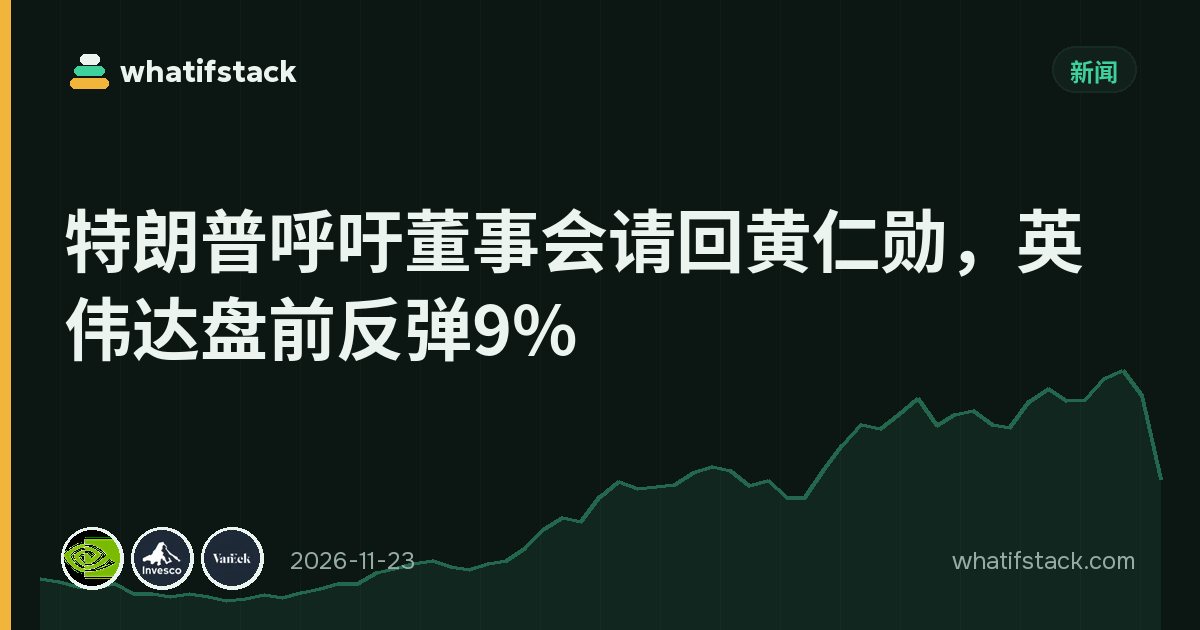 whatifstack
新闻
特朗普呼吁董事会请回黄仁勋，英
伟达盘前反弹9%
Invesco
VanEck
2026-11-23
whatifstack.com